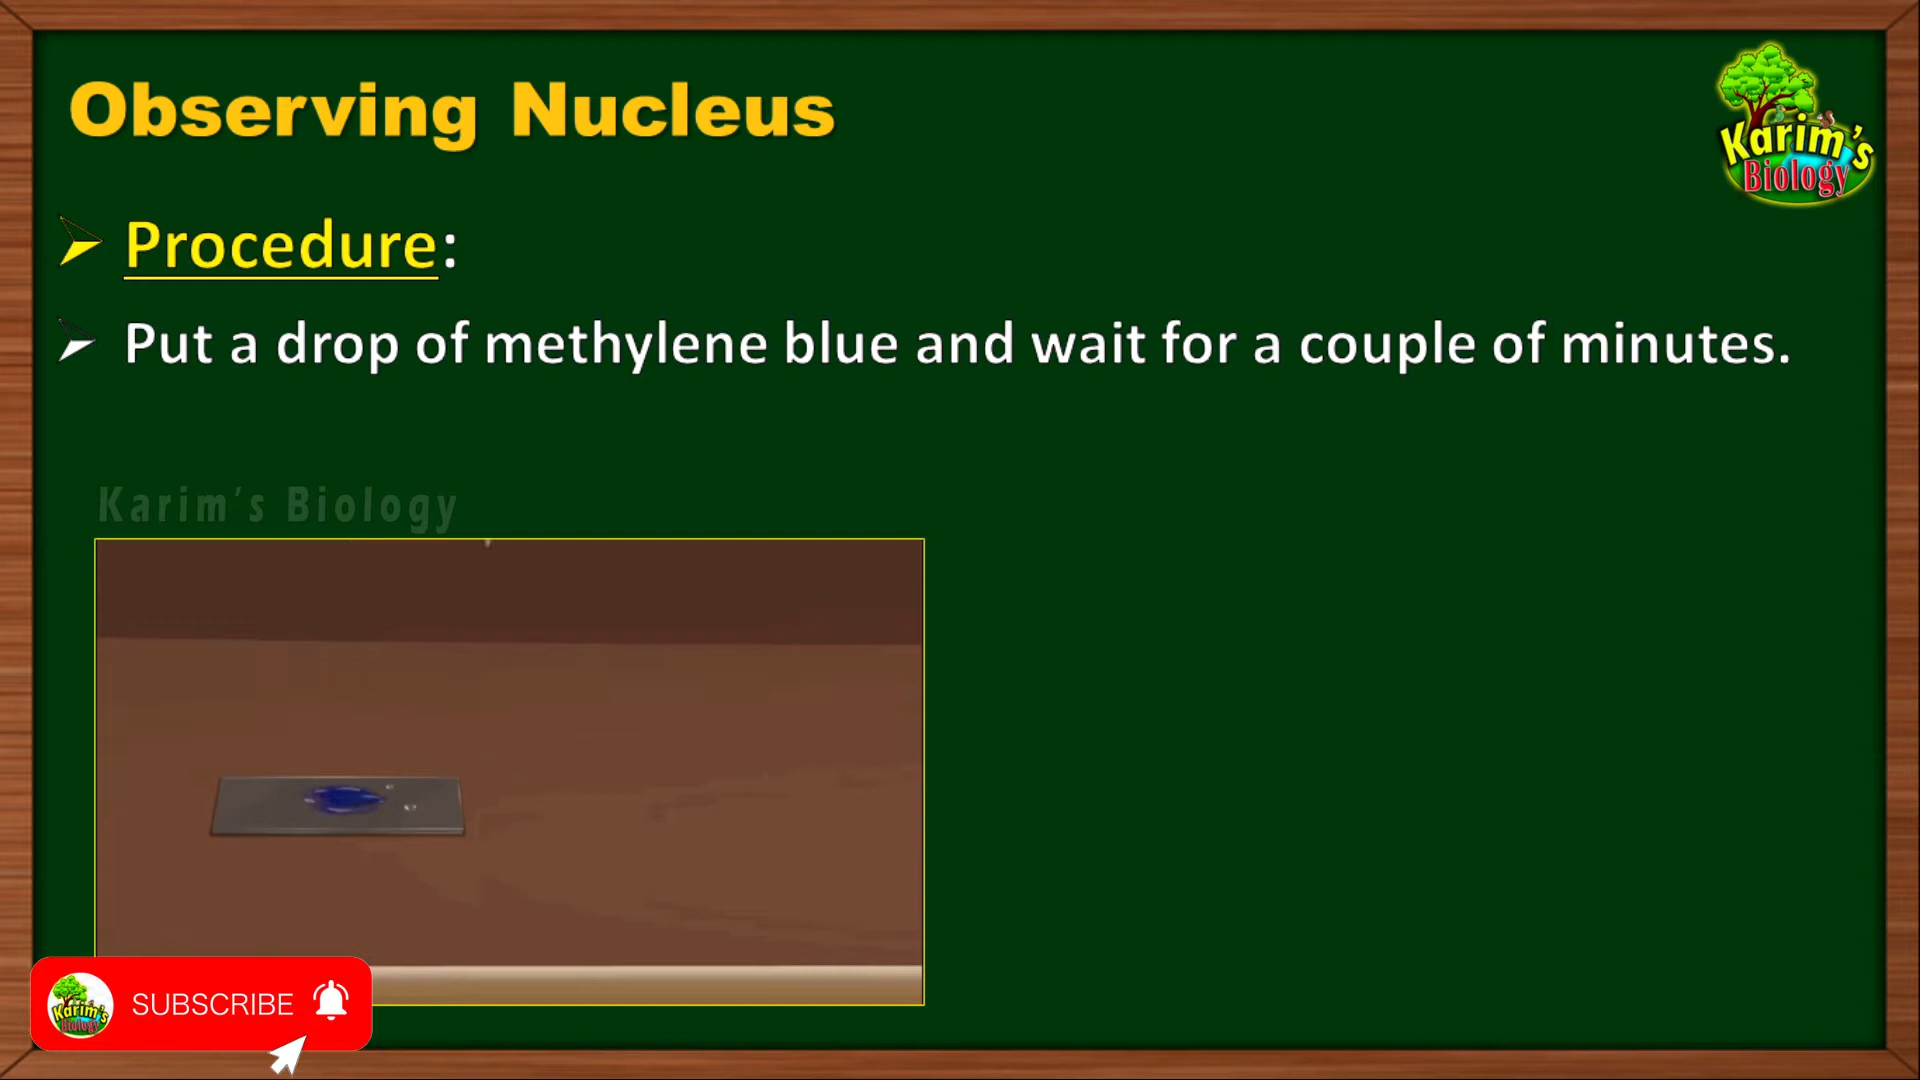 Observing Nucleus
Karim's
Biology
Procedure:
Put a drop of methylene blue and wait for a couple of minutes.
Karim's Biology
Karim's
Biology
SUBSCRIBE